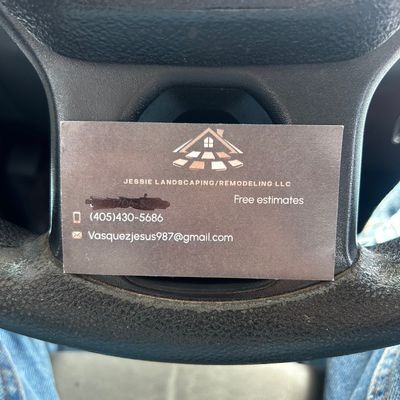 JESSIE LANDSCAPING/REMODELING LLC
Free estimates
(405)430-5686
Vasquezjesus987@gmail.com